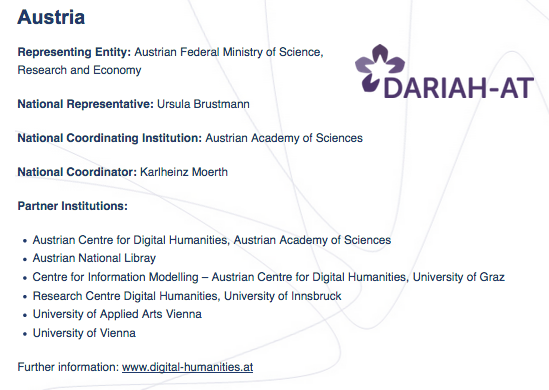 Austria
Representing Entity: Austrian Federal Ministry of Science,
Research and Economy
DARIAH-AT
National Representative: Ursula Brustmann
National Coordinating Institution: Austrian Academy of Sciences
National Coordinator: Karlheinz Moerth
Partner Institutions:
• Austrian Centre for Digital Humanities, Austrian Academy of Sciences
• Austrian National Libray
• Centre for Information Modelling – Austrian Centre for Digital Humanities, University of Graz
• Research Centre Digital Humanities, University of Innsbruck
• University of Applied Arts Vienna
• University of Vienna
Further information: www.digital-humanities.at